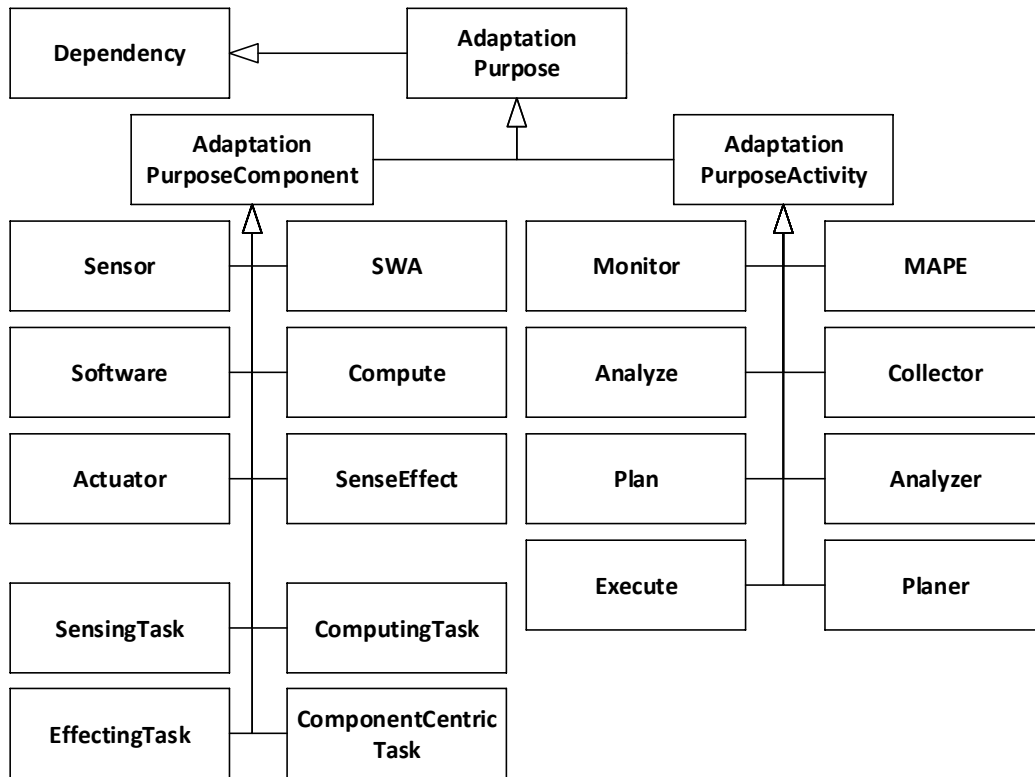 Dependency
Adaptation
Purpose
Adaptation
PurposeComponent
Adaptation
PurposeActivity
Sensor
SWA
Monitor
MAPE
Software
Compute
Analyze
Collector
Actuator
SenseEffect
Plan
Analyzer
Execute
Planer
SensingTask
ComputingTask
EffectingTask
ComponentCentric
Task